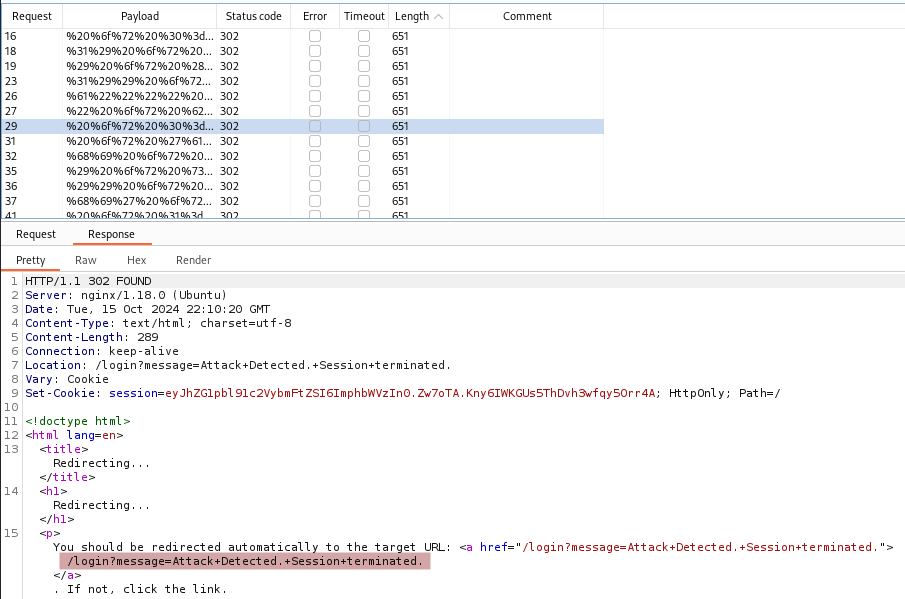 Request Payload Status code Error Timeout Length Comment
16 %20%6f%72%20%30%3d... 302 651
18 %31%29%20%6f%72%20... 302 651
19 %29%20%6f%72%20%28... 302 651
23 %31%29%29%20%6f%72... 302 651
26 %61%22%22%22%22%20... 302 651
27 %22%20%6f%72%20%62... 302 651
29 %20%6f%72%20%30%3d... 302 651
31 %20%6f%72%20%27%61... 302 651
32 %68%69%20%6f%72%20... 302 651
35 %29%20%6f%72%20%73... 302 651
36 %29%29%20%6f%72%20... 302 651
37 %68%69%27%20%6f%72... 302 651
41 %20%6f%72%20%31%3d... 302 651
Request Response
Pretty Raw Hex Render
1 HTTP/1.1 302 FOUND
2 Server: nginx/1.18.0 (Ubuntu)
3 Date: Tue, 15 Oct 2024 22:10:20 GMT
4 Content-Type: text/html; charset=utf-8
5 Content-Length: 289
6 Connection: keep-alive
7 Location: /login?message=Attack+Detected.+Session+terminated.
8 Vary: Cookie
9 Set-Cookie: session=eyJhZG1pbl91c2VybmFtZSI6ImphbWVzIn0.Zw7oTA.Kny6IWKGUs5ThDvh3wfqy5Orr4A; HttpOnly; Path=/
10
11 <!doctype html>
12 <html lang=en>
13 <title>
Redirecting...
</title>
14 <h1>
Redirecting...
</h1>
15 <p>
You should be redirected automatically to the target URL: <a href="/login?message=Attack+Detected.+Session+terminated.">
/login?message=Attack+Detected.+Session+terminated.
</a>
. If not, click the link.